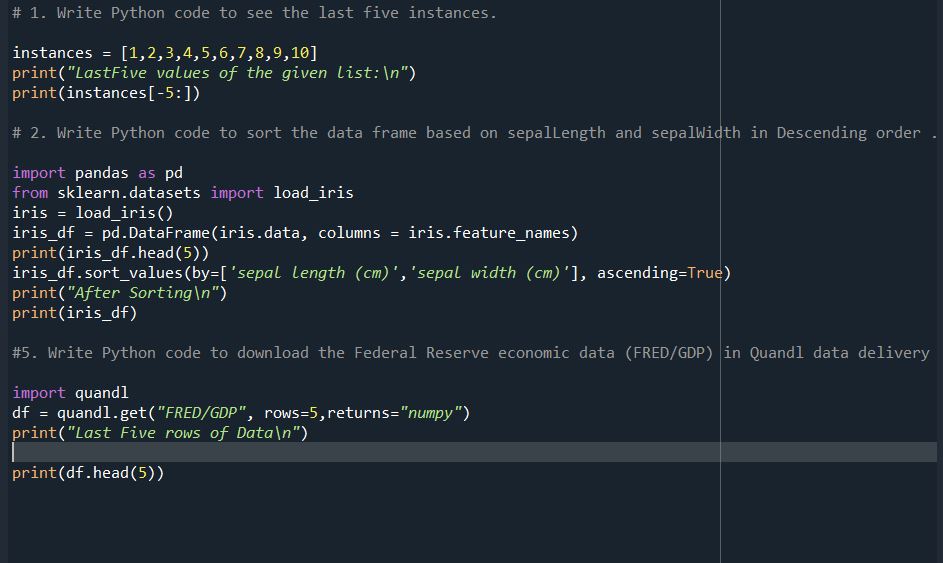 # 1. Write Python code to see the last five instances.
instances = [1,2,3,4,5,6,7,8,9,10]
print("LastFive values of the given list:\n")
print(instances[-5:])
# 2. Write Python code to sort the data frame based on sepalLength and sepalWidth in Descending order .
import pandas as pd
from sklearn.datasets import load_iris
iris = load_iris()
iris_df = pd.DataFrame(iris.data, columns = iris.feature_names)
print(iris_df.head(5))
iris_df.sort_values(by=['sepal length (cm)','sepal width (cm)'], ascending=True)
print("After Sorting\n")
print(iris_df)
#5. Write Python code to download the Federal Reserve economic data (FRED/GDP) in Quandl data delivery
import quandl
df = quandl.get("FRED/GDP", rows=5,returns="numpy")
print("Last Five rows of Data\n")
print(df.head(5))